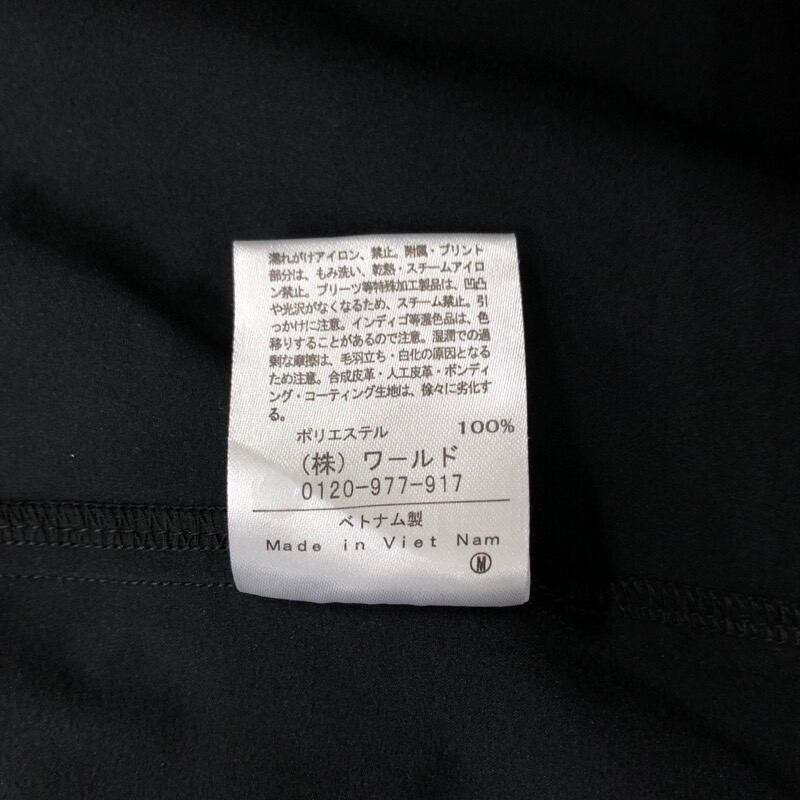 濡れがけアイロン、禁止。附属・プリント
部分は、もみ洗い、乾熱・スチームアイロ
ン禁止。プリーツ等特殊加工製品は、凹凸
や光沢がなくなるため、スチーム禁止。引
っかけに注意。インディゴ等濃色品は、色
移りすることがあるので注意。湿潤での過
剰な摩擦は、毛羽立ち・白化の原因となる
ため注意。合成皮革・人工皮革・ボンディ
ング・コーティング生地は、徐々に劣化す
る。
ポリエステル 100%
（株）ワールド
0120-977-917
ベトナム製
Made in Viet Nam
Ⓜ